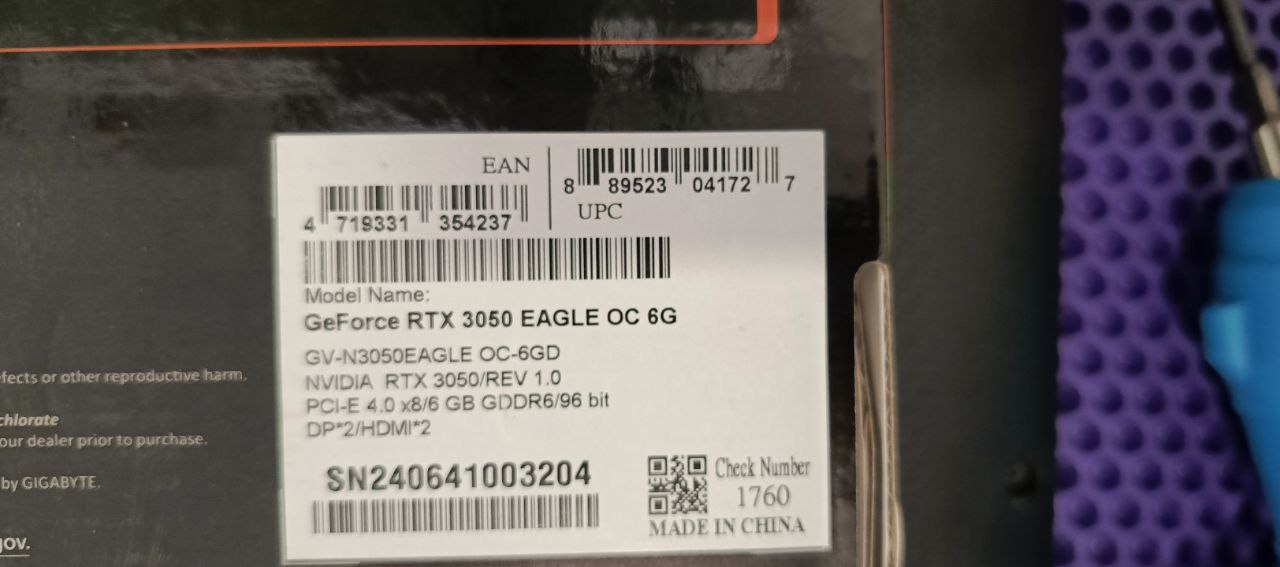 EAN
4 719331 354237
8 89523 04172 7
UPC
Model Name:
GeForce RTX 3050 EAGLE OC 6G
GV-N3050EAGLE OC-6GD
NVIDIA RTX 3050/REV 1.0
PCI-E 4.0 x8/6 GB GDDR6/96 bit
DP*2/HDMI*2
SN240641003204
Check Number
1760
MADE IN CHINA
or other reproductive harm.
our dealer prior to purchase.
by GIGABYTE.